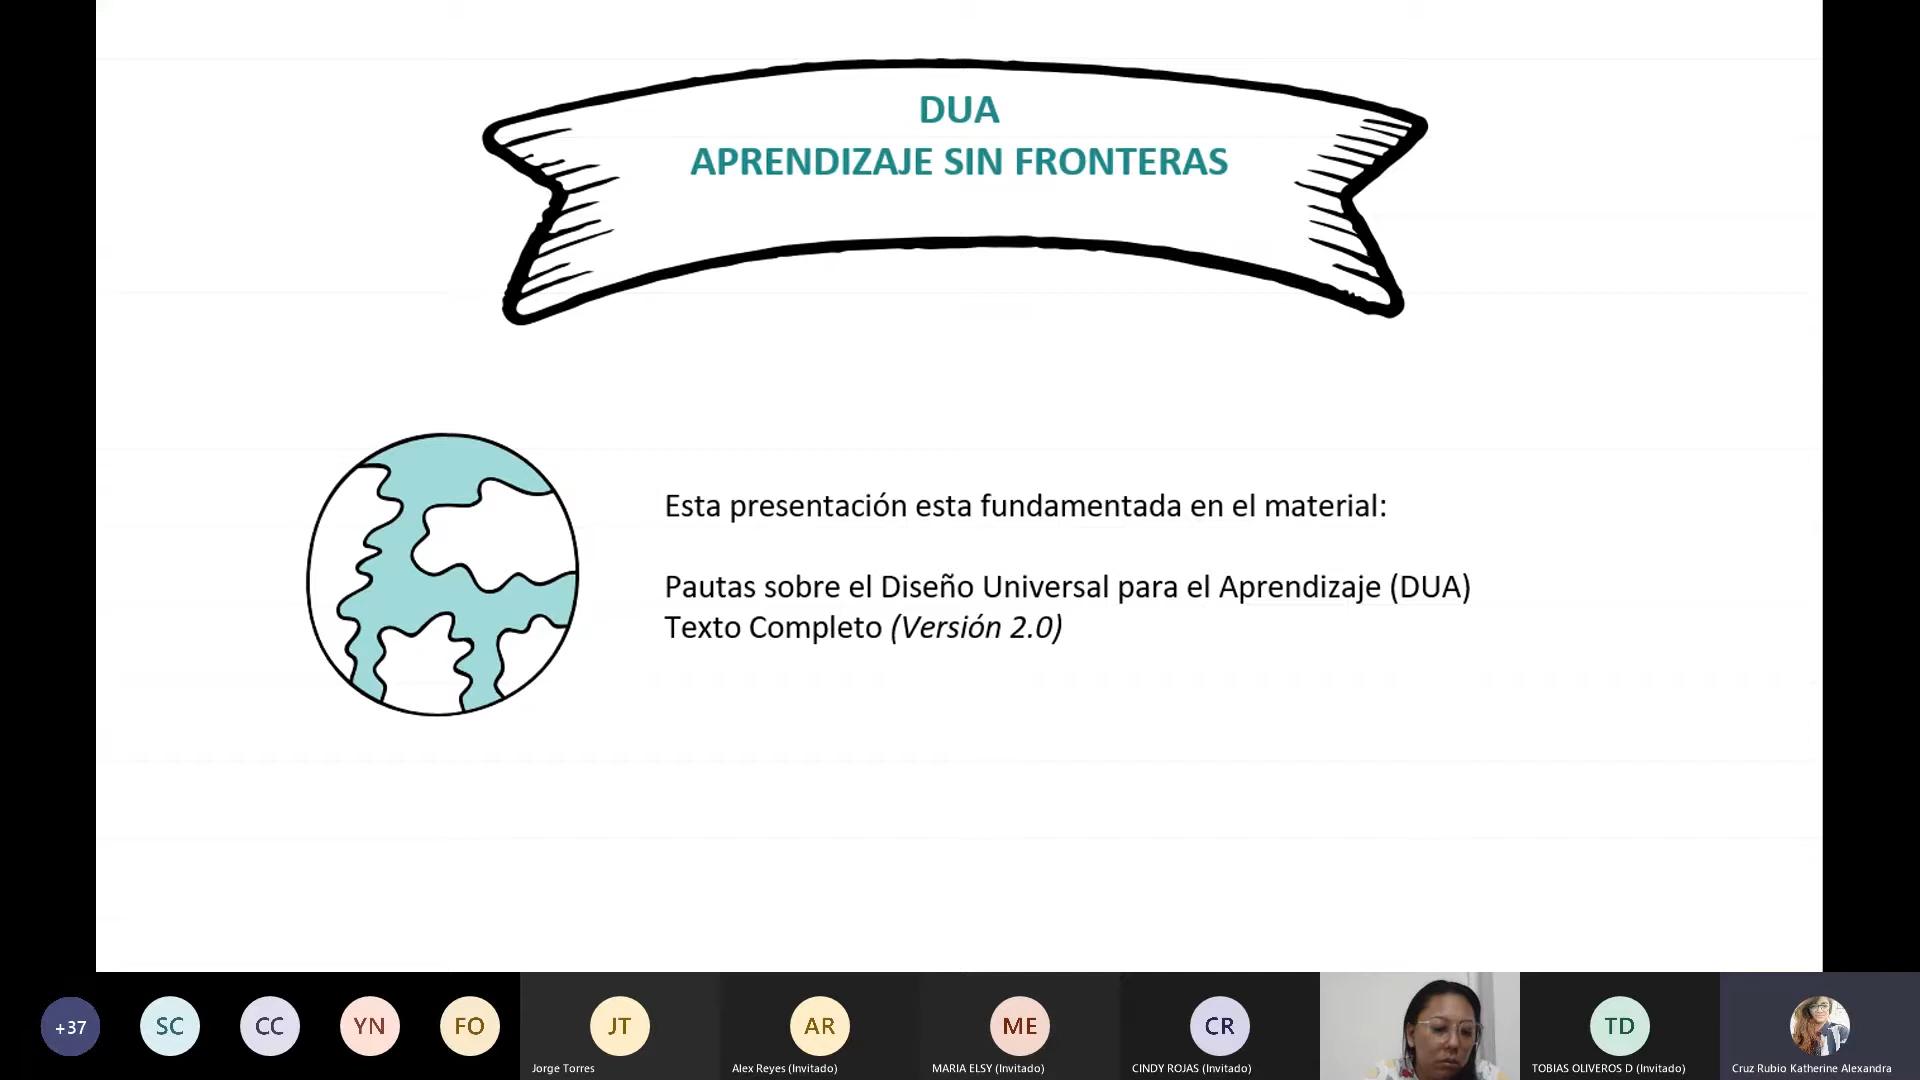 DUA
APRENDIZAJE SIN FRONTERAS
Esta presentación esta fundamentada en el material:
Pautas sobre el Diseño Universal para el Aprendizaje (DUA)
Texto Completo (Versión 2.0)
+37
SC
CC
YN
FO
JT
AR
ME
CR
TD
Jorge Torres
Alex Reyes (Invitado)
MARIA ELSY (Invitado)
CINDY ROJAS (Invitado)
TOBIAS OLIVEROS D (Invitado)
Cruz Rubio Katherine Alexandra